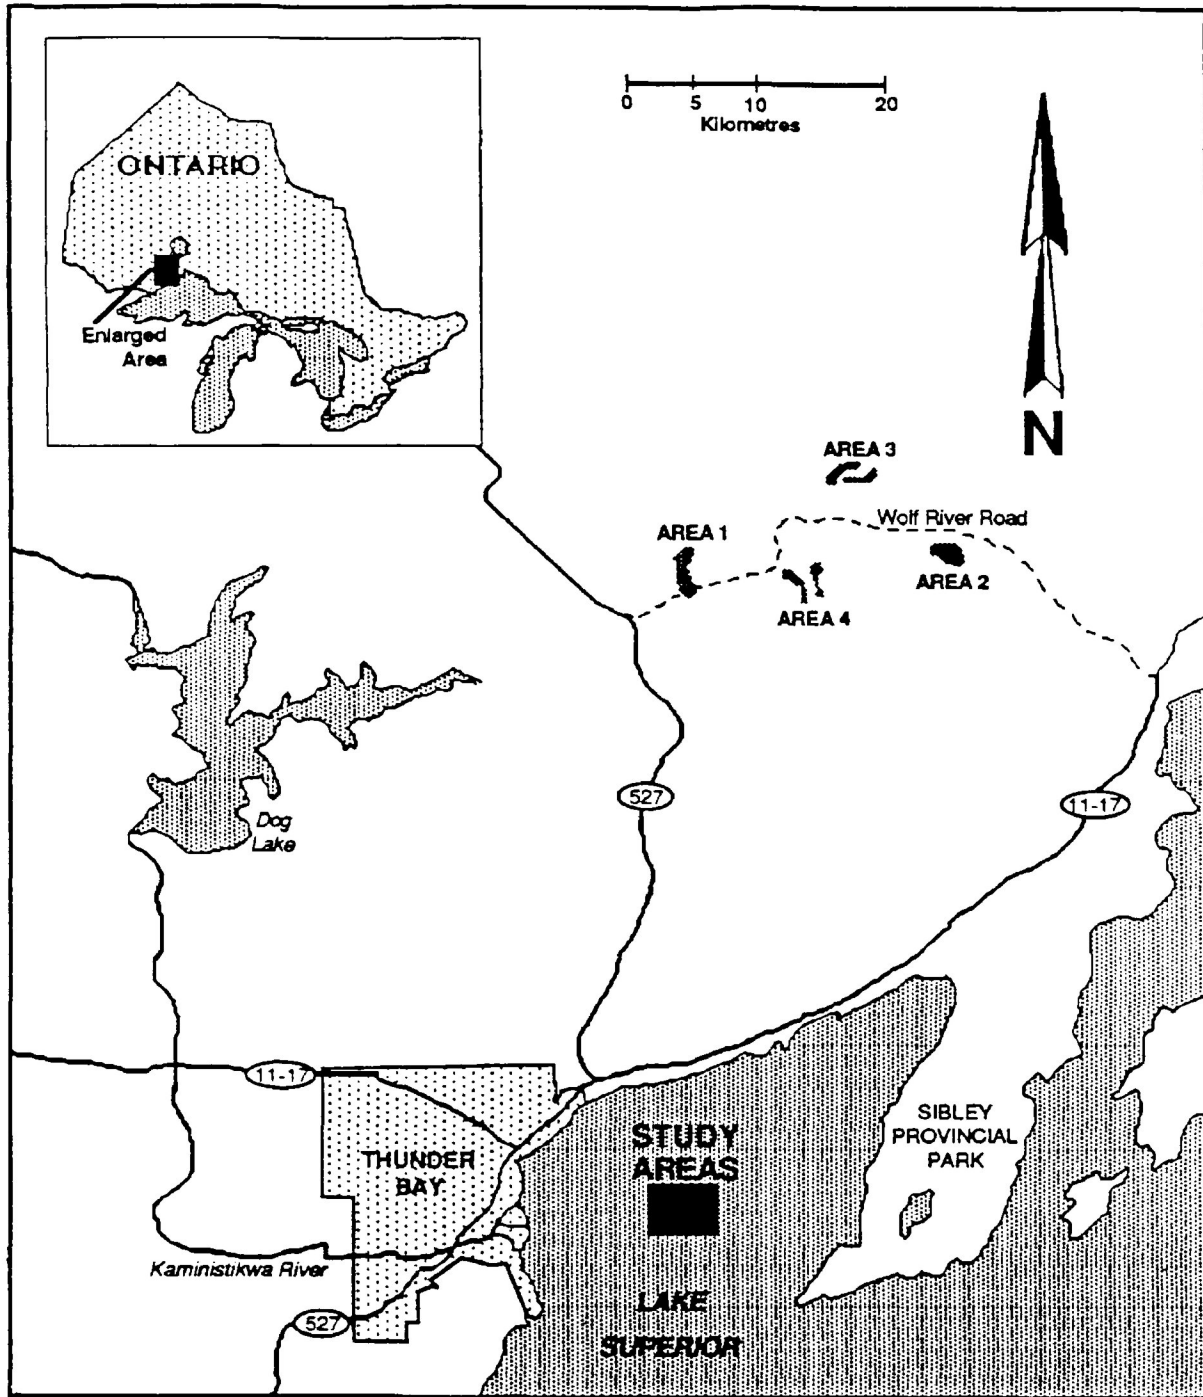 ONTARIO
Enlarged
Area
0 5 10 20
Kilometres
N
AREA 3
Wolf River Road
AREA 1
AREA 2
AREA 4
527
11-17
Dog
Lake
11-17
THUNDER
BAY
STUDY
AREAS
SIBLEY
PROVINCIAL
PARK
Kaministikwa River
527
LAKE
SUPERIOR